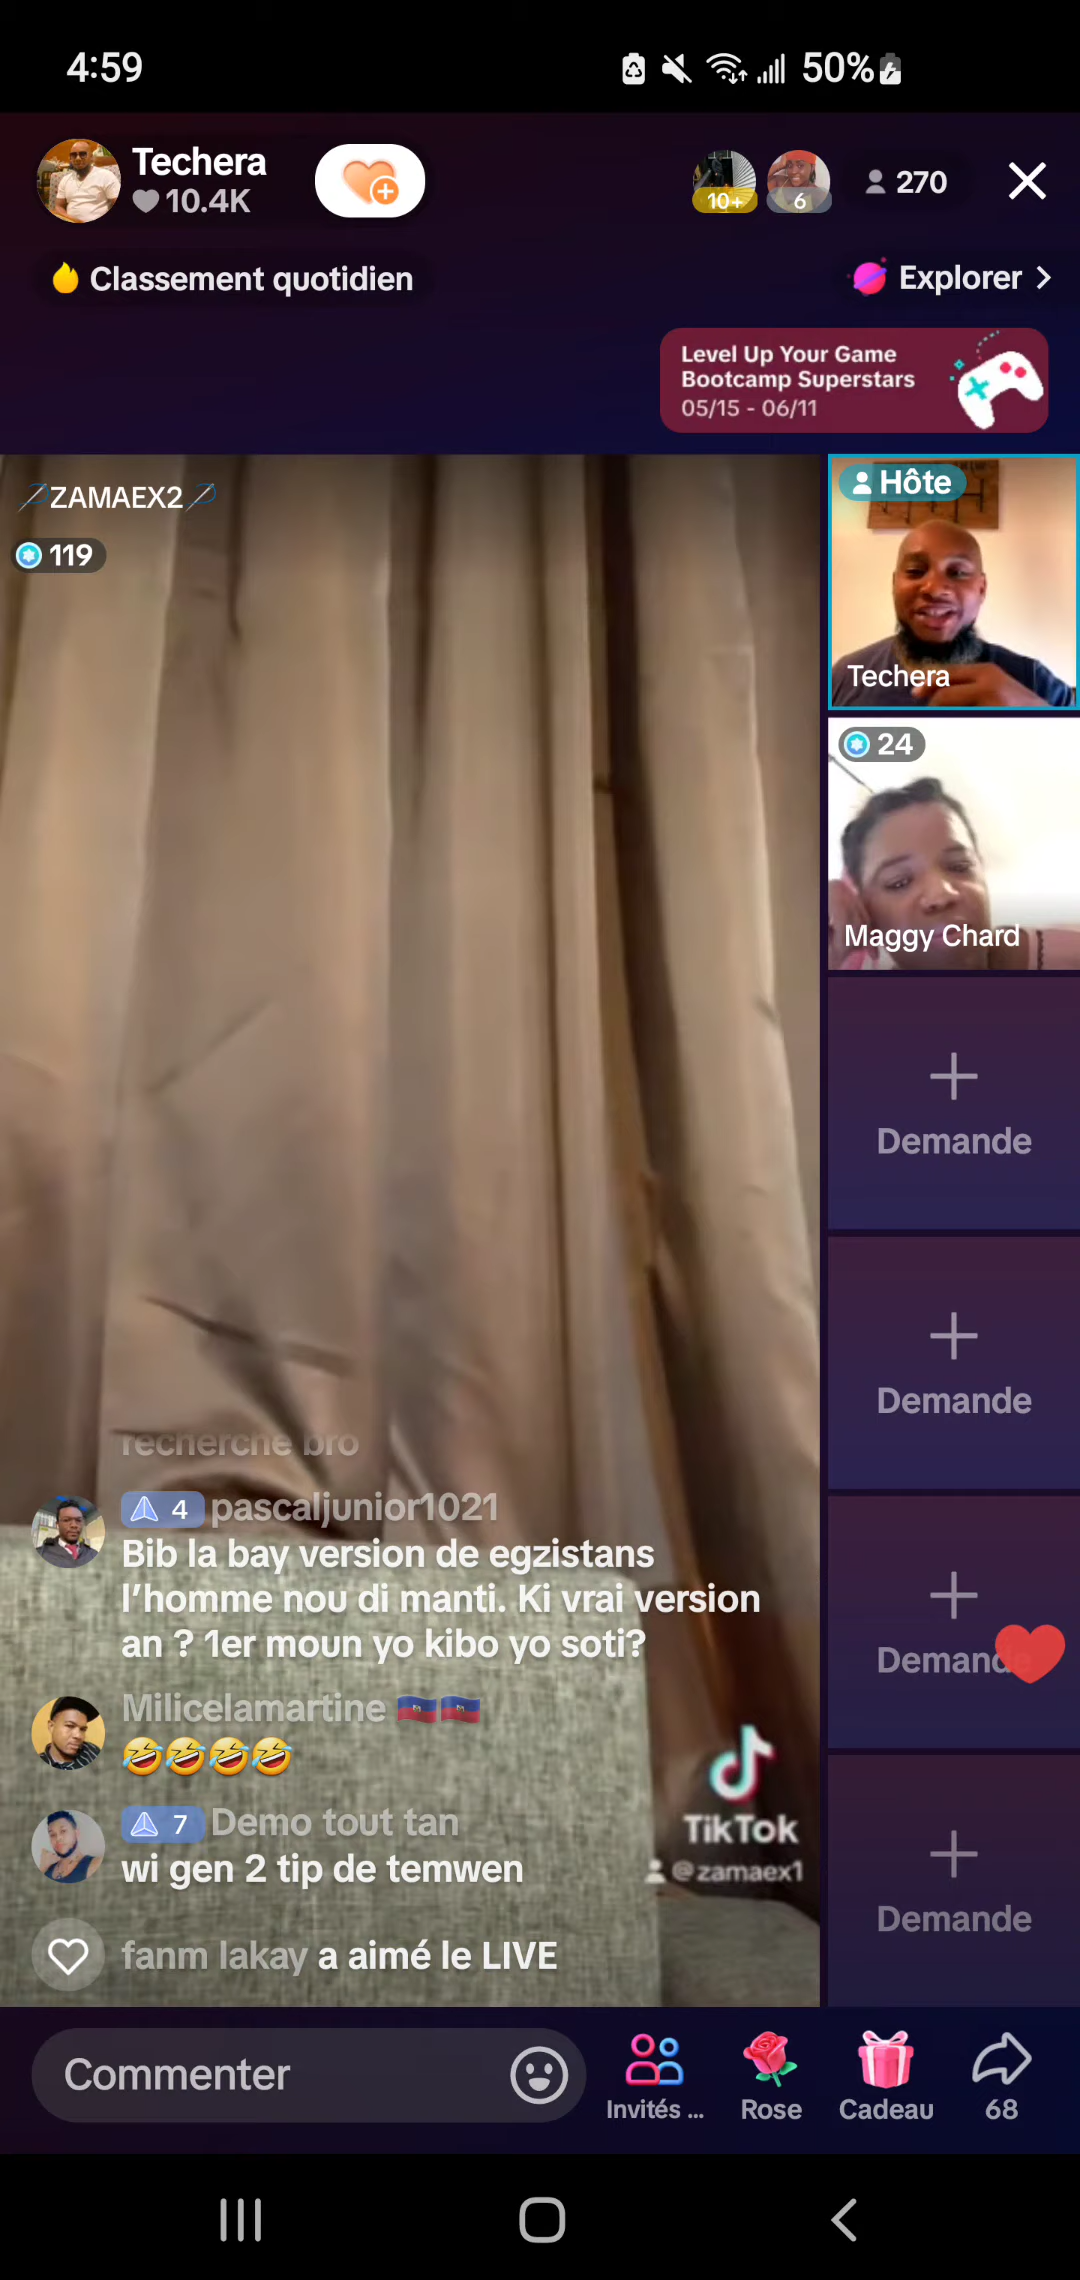 4:59
50%
Techera
10.4K
10+
6
270
Classement quotidien
Explorer >
Level Up Your Game
Bootcamp Superstars
05/15 - 06/11
ZAMAEX2
119
Hôte
Techera
24
Maggy Chard
Demande
Demande
Demande
Demande
recherche bro
4 pascaljunior1021
Bib la bay version de egzistans
l’homme nou di manti. Ki vrai version
an ? 1er moun yo kibo yo soti?
Milicelamartine 🇭🇹🇭🇹
🤣🤣🤣🤣
7 Demo tout tan
wi gen 2 tip de temwen
fanm lakay a aimé le LIVE
TikTok
@zamaex1
Commenter
Invités ...
Rose
Cadeau
68